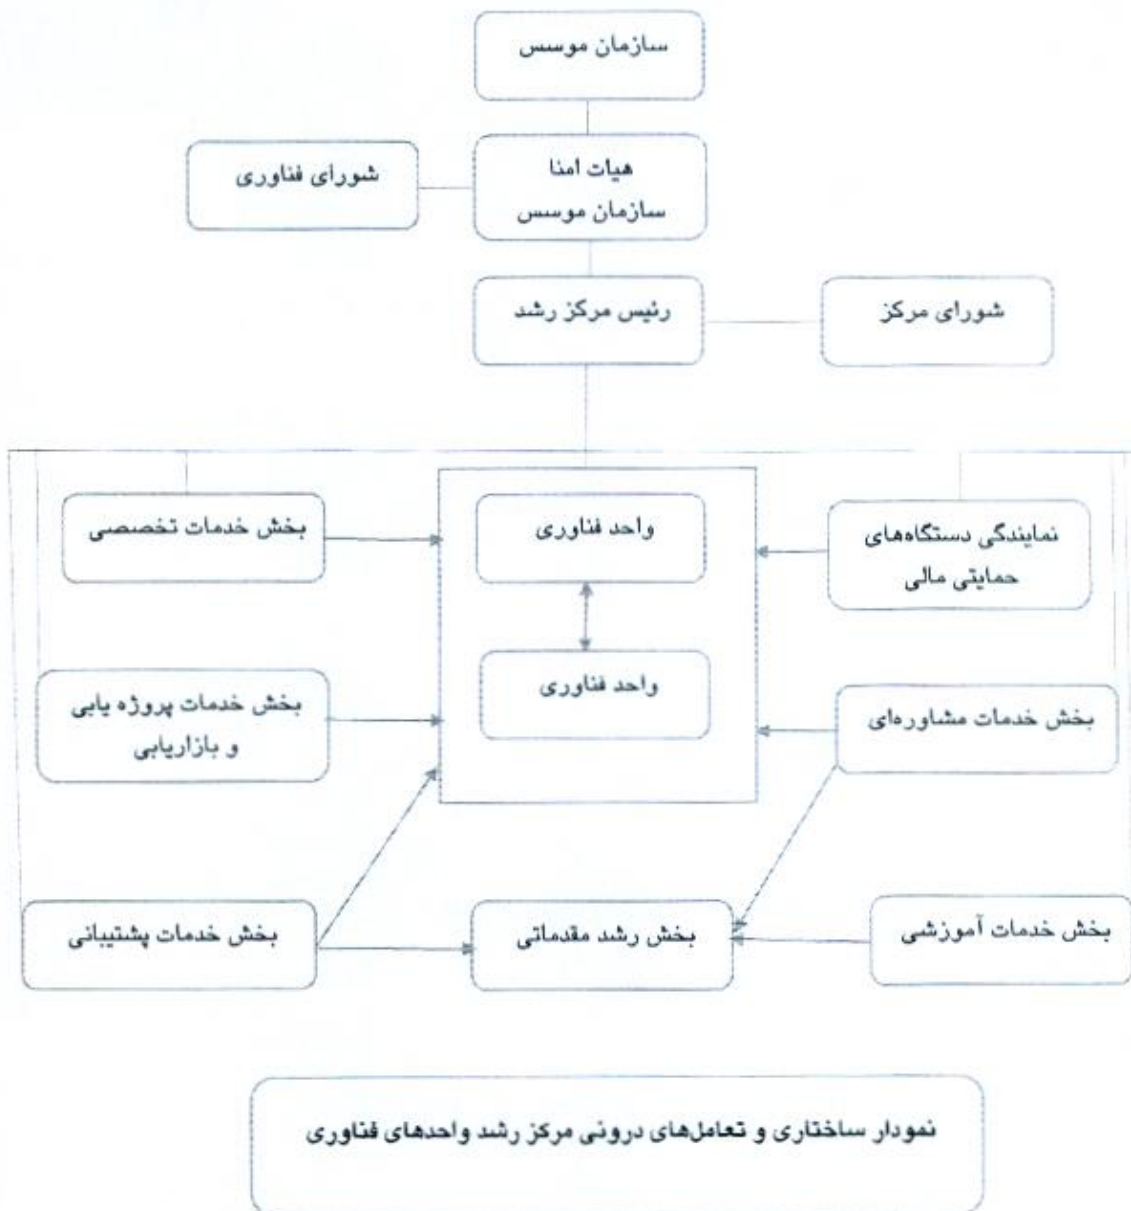 سازمان موسس
هیات امنا
سازمان موسس
شورای فناوری
رئیس مرکز رشد
شورای مرکز
نمایندگی دستگاه‌های
حمایتی مالی
واحد فناوری
بخش خدمات تخصصی
بخش خدمات مشاوره‌ای
واحد فناوری
بخش خدمات پروژه یابی
و بازاریابی
بخش خدمات آموزشی
بخش رشد مقدماتی
بخش خدمات پشتیبانی
نمودار ساختاری و تعامل‌های درونی مرکز رشد واحدهای فناوری